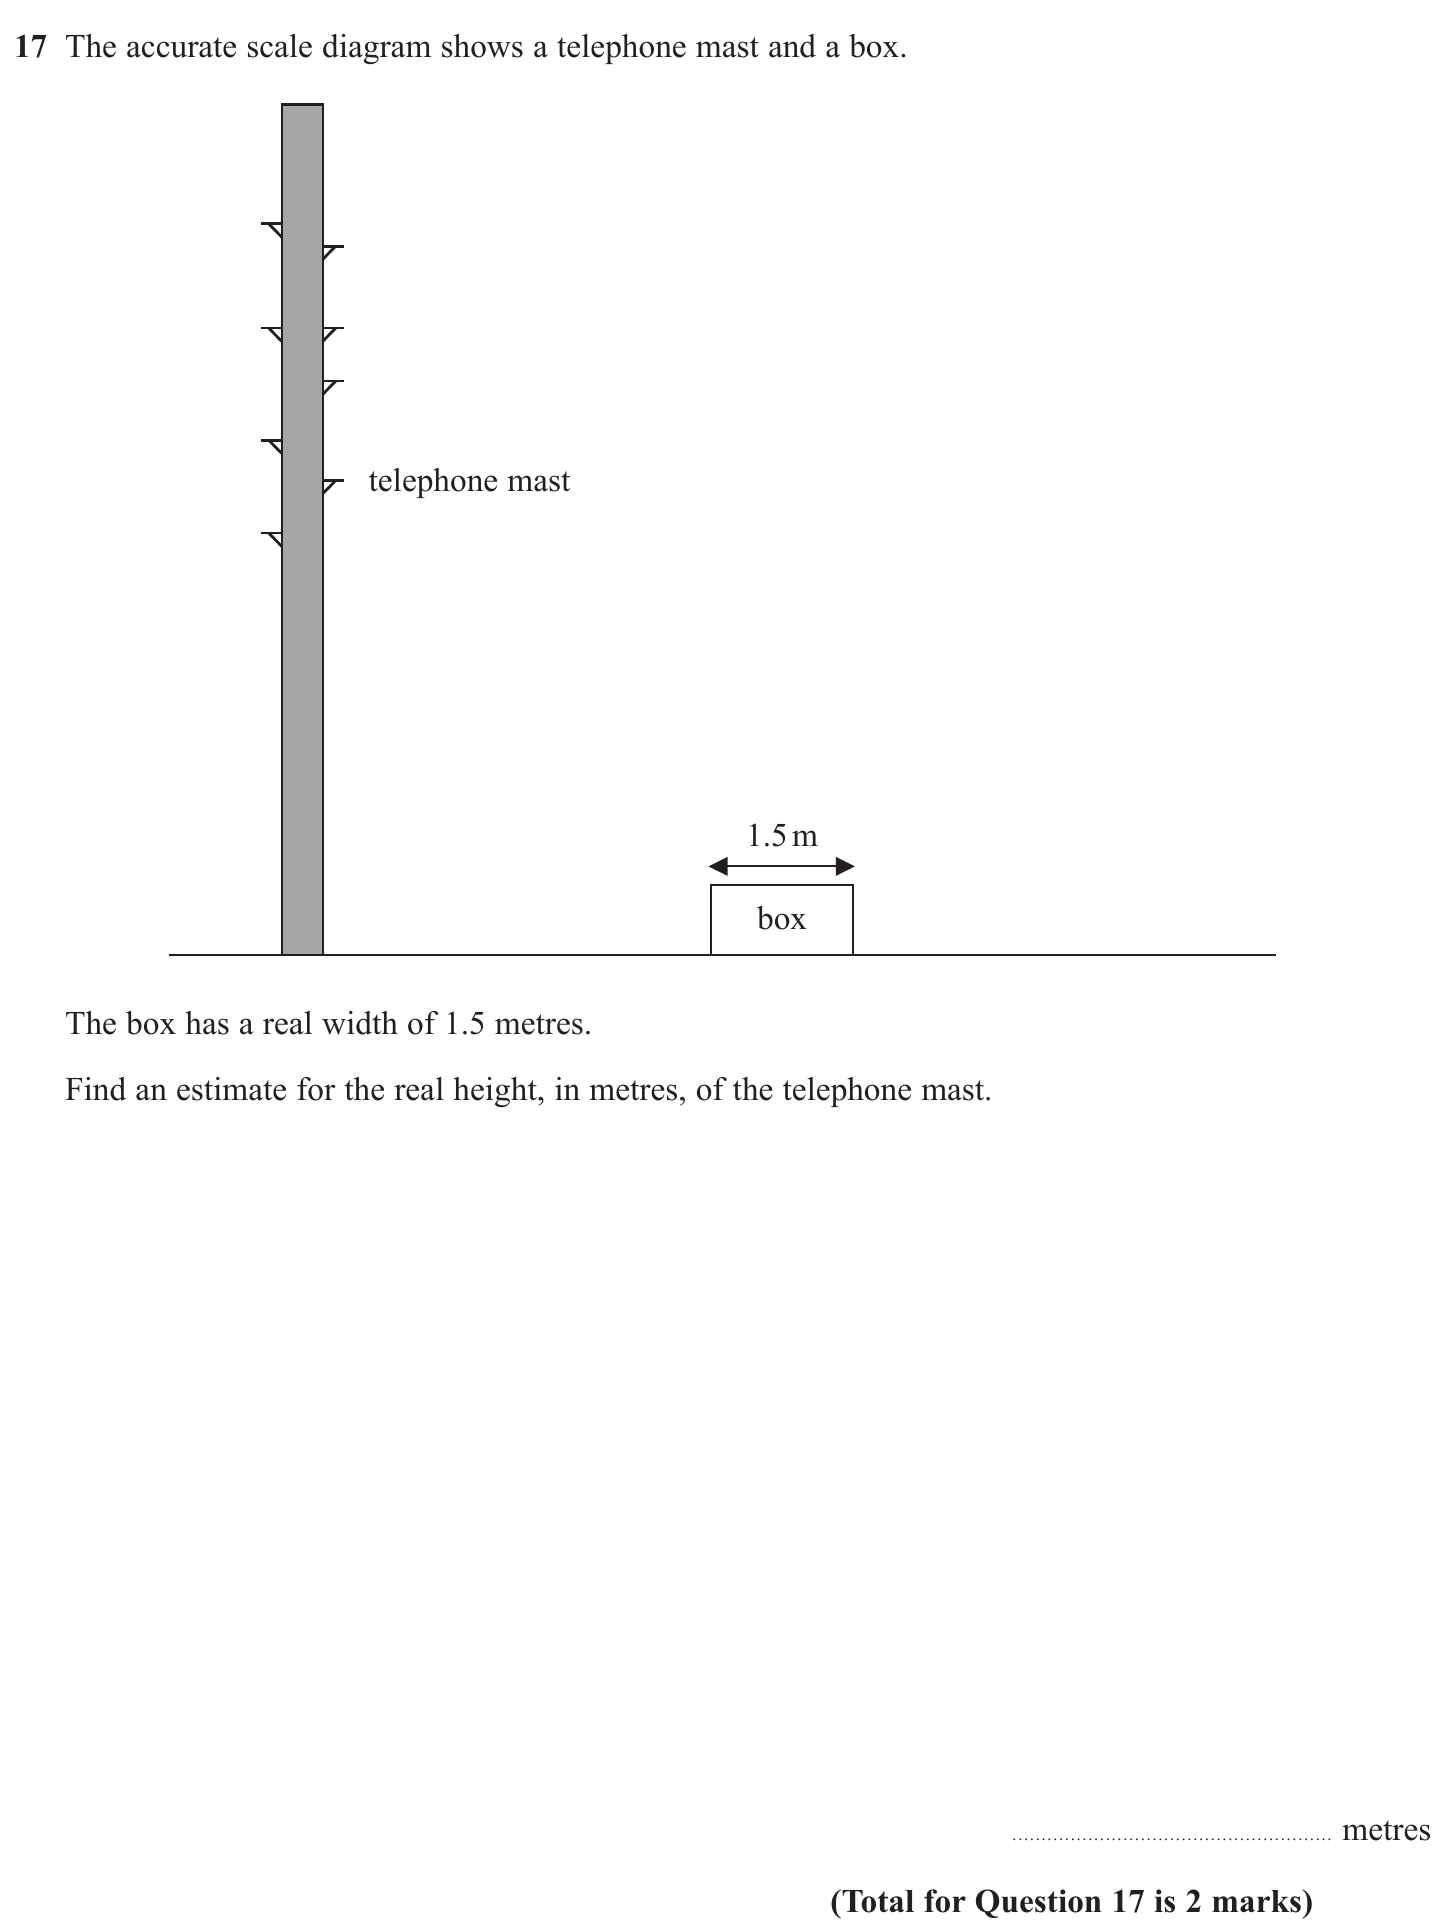 17 The accurate scale diagram shows a telephone mast and a box.
telephone mast
1.5 m
box
The box has a real width of 1.5 metres.
Find an estimate for the real height, in metres, of the telephone mast.
...................................................... metres
(Total for Question 17 is 2 marks)